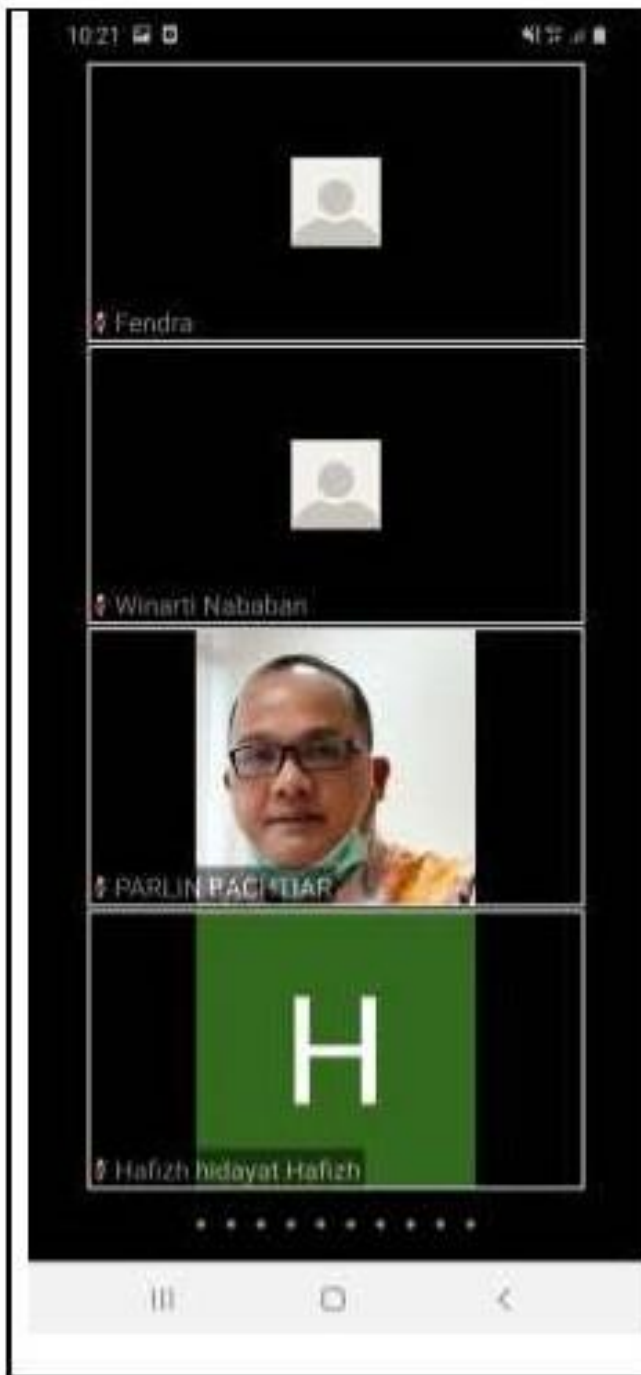 10:21
Fendra
Winarti Nababan
PARLIN BACHTIAR
H
Hafizh hidayat Hafizh